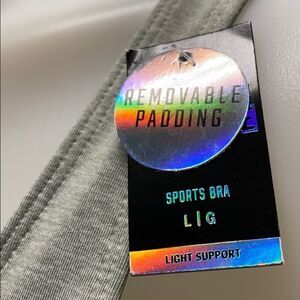 REMOVABLE
PADDING
SPORTS BRA
L|G
LIGHT SUPPORT